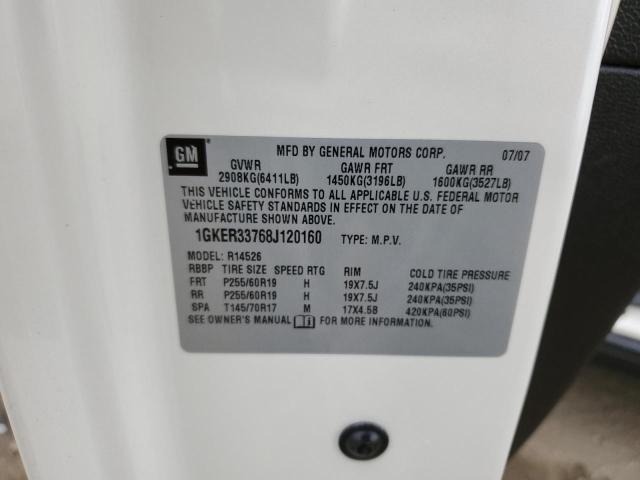 GM MFD BY GENERAL MOTORS CORP. 07/07
GVWR GAWR FRT GAWR RR
2908KG(6411LB) 1450KG(3196LB) 1600KG(3527LB)
THIS VEHICLE CONFORMS TO ALL APPLICABLE U.S. FEDERAL MOTOR
VEHICLE SAFETY STANDARDS IN EFFECT ON THE DATE OF
MANUFACTURE SHOWN ABOVE.
1GKER33768J120160 TYPE: M.P.V.
MODEL: R14526
RBBP TIRE SIZE SPEED RTG RIM COLD TIRE PRESSURE
FRT P255/60R19 H 19X7.5J 240KPA(35PSI)
RR P255/60R19 H 19X7.5J 240KPA(35PSI)
SPA T145/70R17 M 17X4.5B 420KPA(60PSI)
SEE OWNER'S MANUAL FOR MORE INFORMATION.